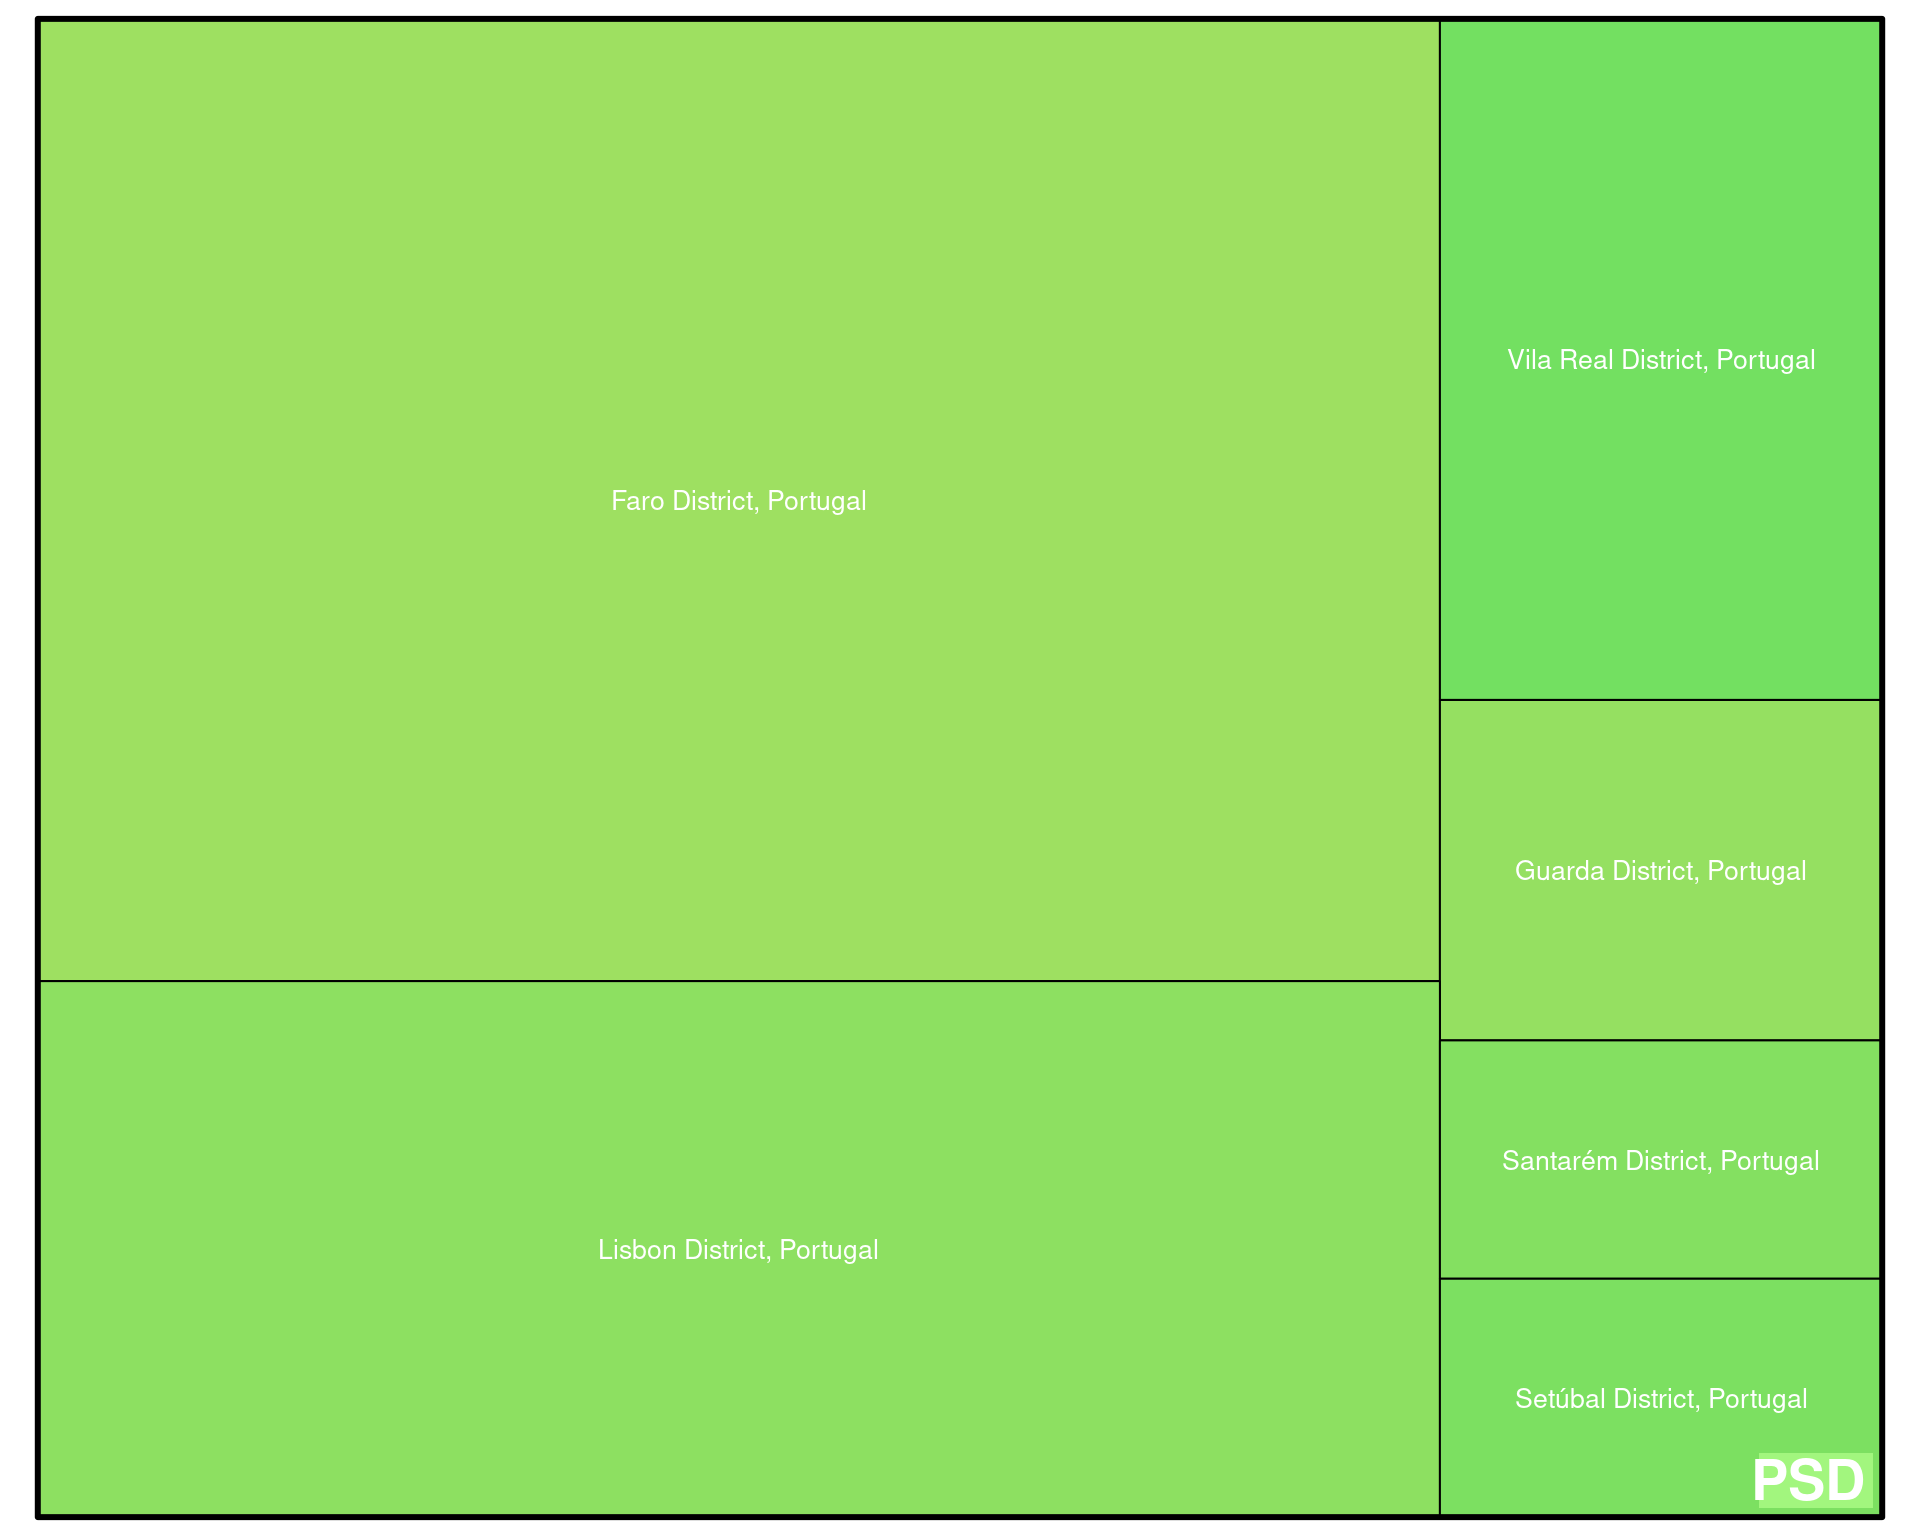 Faro District, Portugal
Lisbon District, Portugal
Vila Real District, Portugal
Guarda District, Portugal
Santarém District, Portugal
Setúbal District, Portugal
PSD